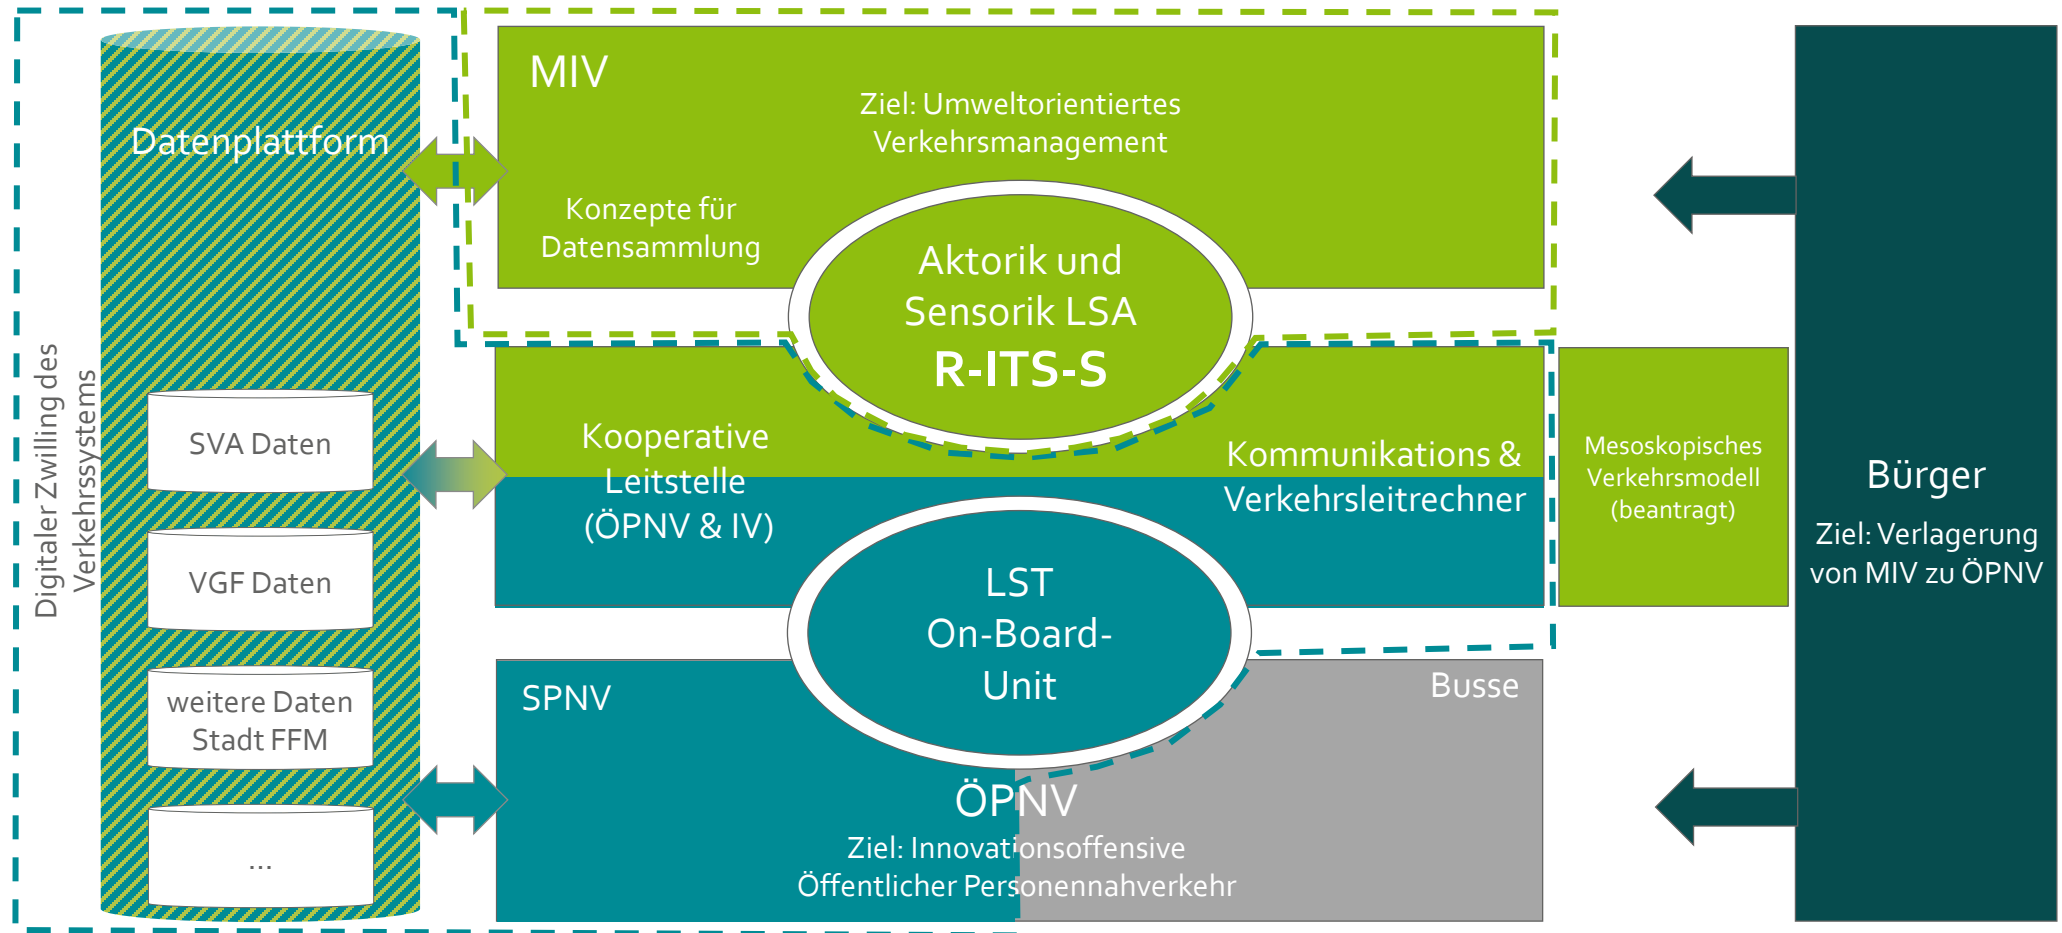 Digitaler Zwilling des
Verkehrssystems
Datenplattform
SVA Daten
VGF Daten
weitere Daten
Stadt FFM
...
MIV
Ziel: Umweltorientiertes
Verkehrsmanagement
Konzepte für
Datensammlung
Aktorik und
Sensorik LSA
R-ITS-S
Kooperative
Leitstelle
(ÖPNV & IV)
Kommunikations &
Verkehrsleitrechner
LST
On-Board-
Unit
SPNV
Busse
ÖPNV
Ziel: Innovationsoffensive
Öffentlicher Personennahverkehr
Mesoskopisches
Verkehrsmodell
(beantragt)
Bürger
Ziel: Verlagerung
von MIV zu ÖPNV